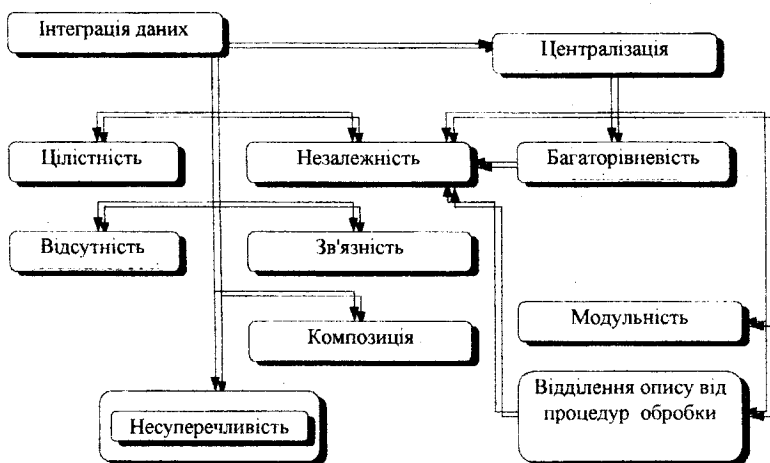 Інтеграція даних
Централізація
Цілістність
Незалежність
Багаторівневість
Відсутність
Зв'язність
Модульність
Композиція
Відділення опису від
процедур обробки
Несуперечливість